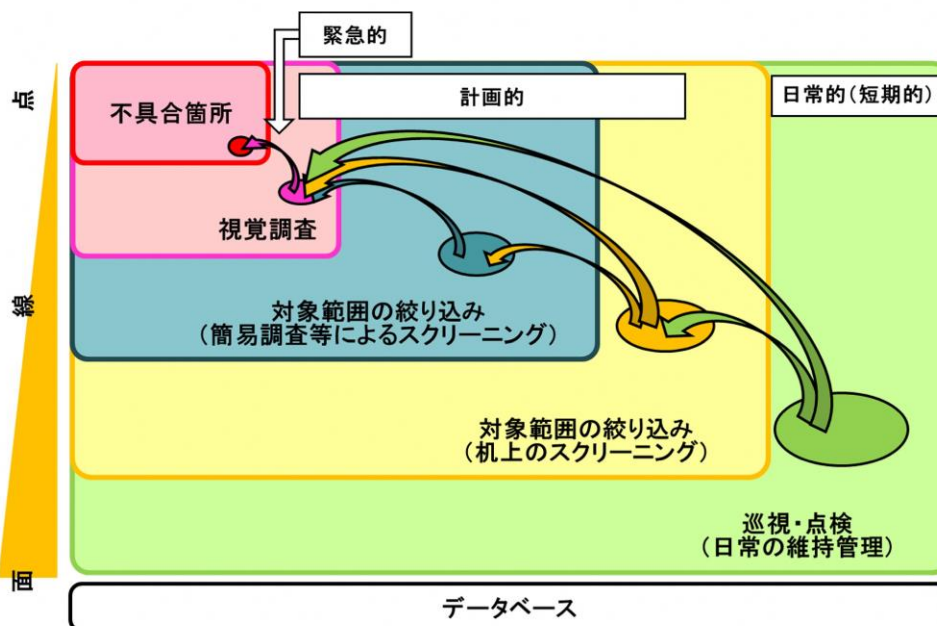 緊急的
点
不具合箇所
計画的
日常的(短期的)
視覚調査
線
対象範囲の絞り込み
(簡易調査等によるスクリーニング)
対象範囲の絞り込み
(机上のスクリーニング)
巡視・点検
(日常の維持管理)
面
データベース